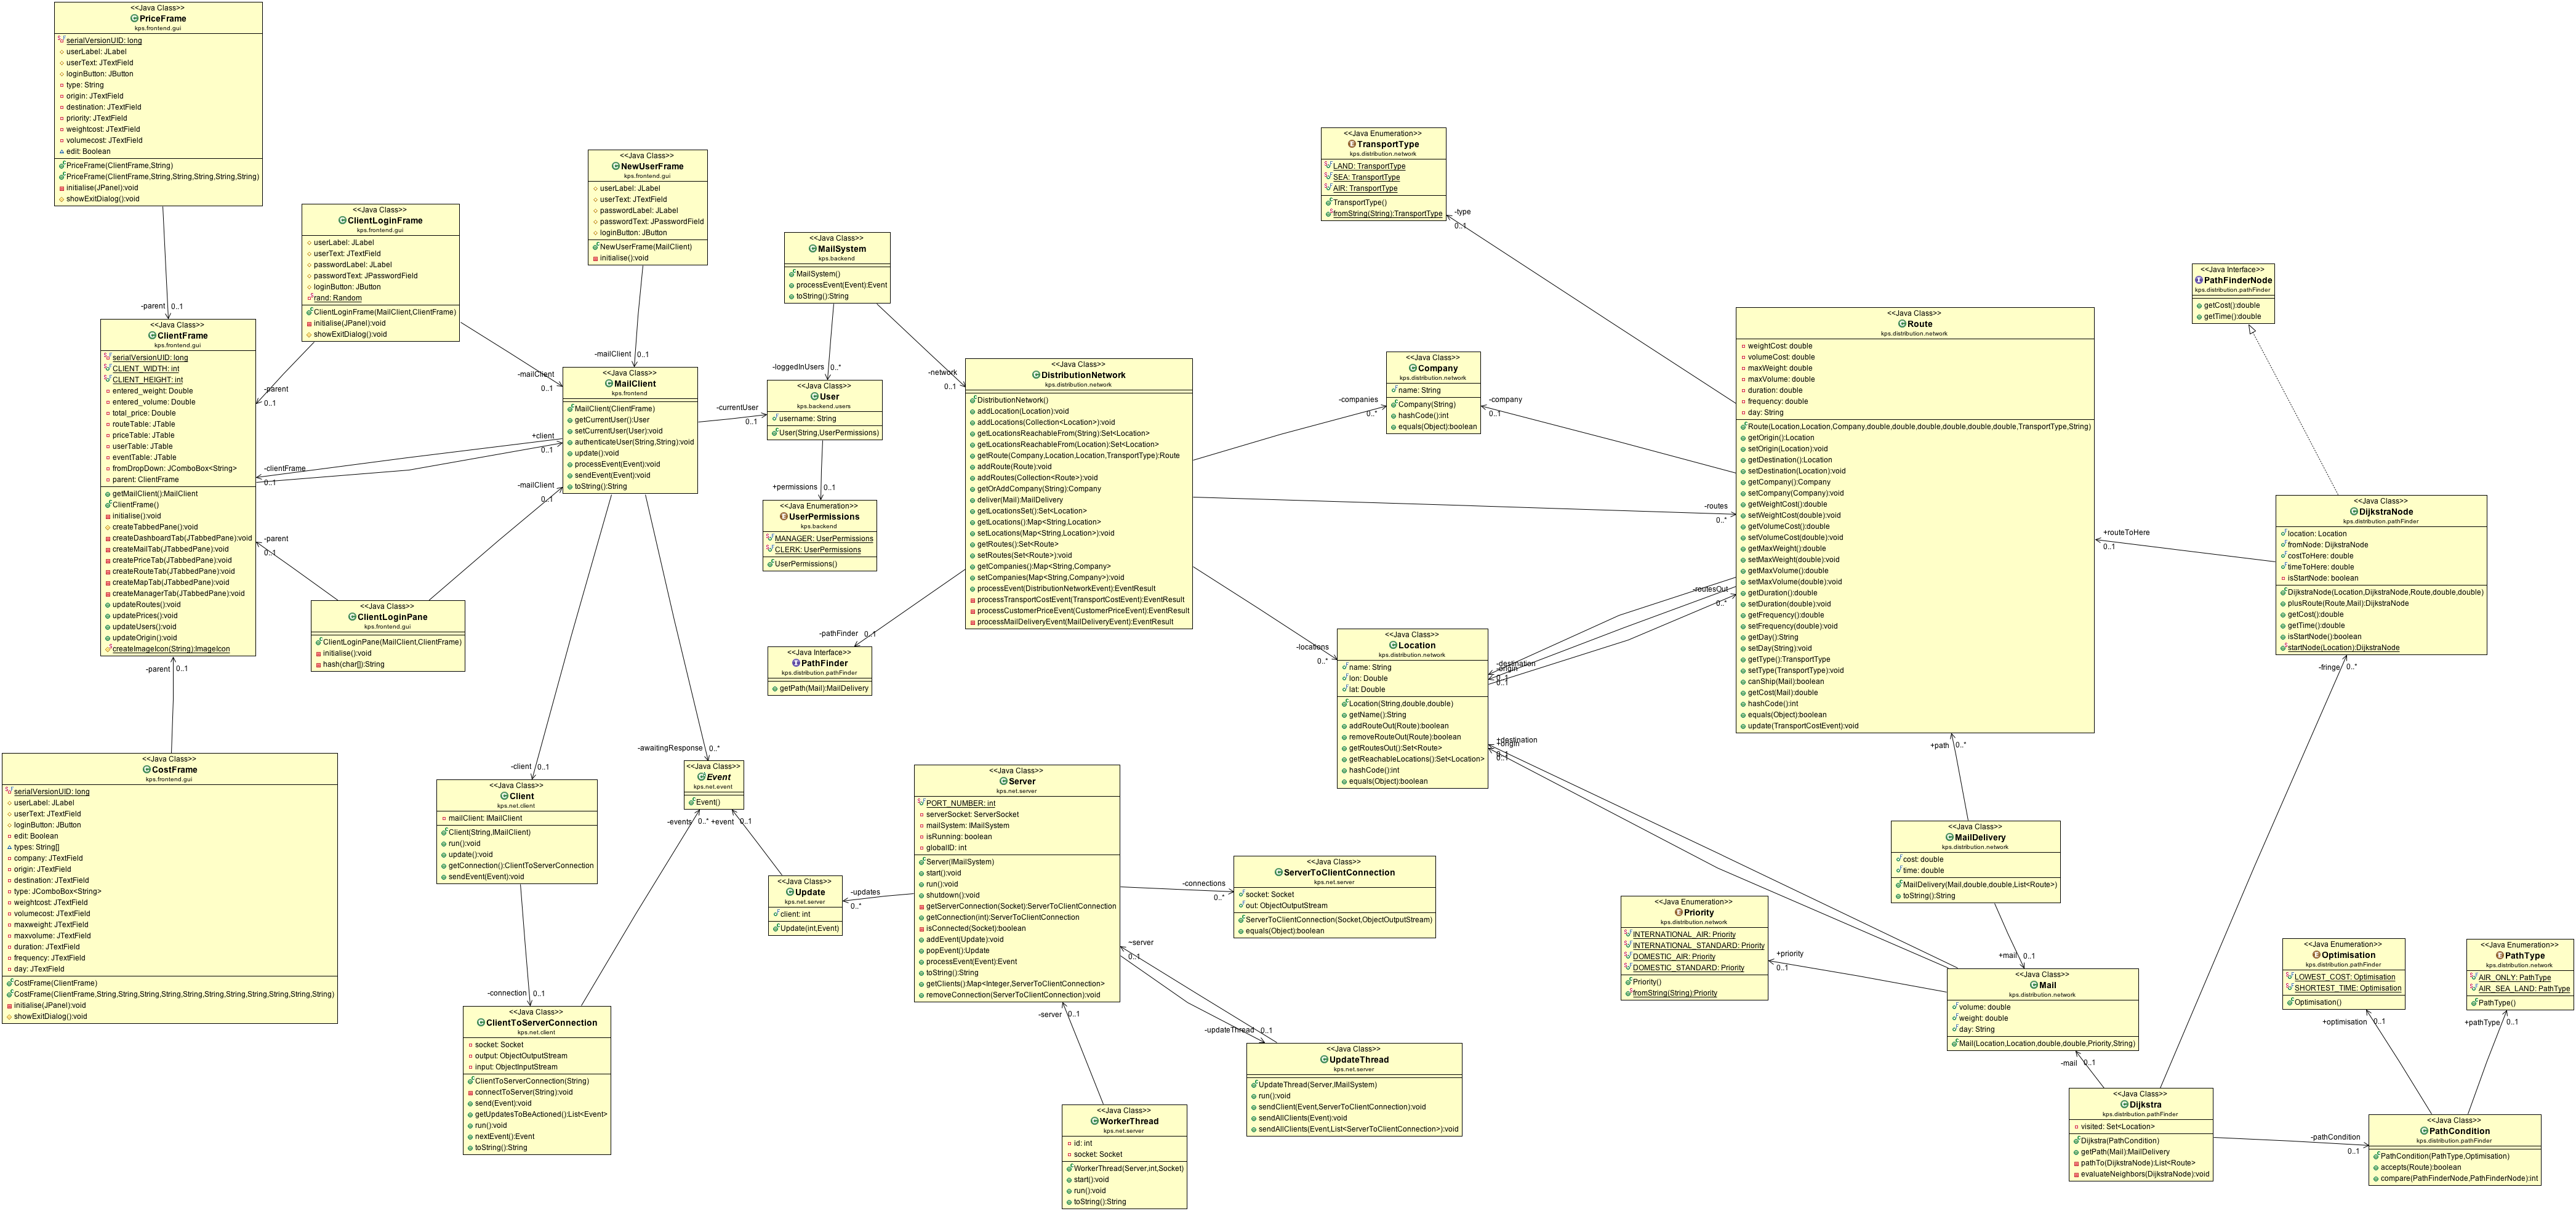 <<Java Class>>
PriceFrame
kps.frontend.gui
serialVersionUID: long
userLabel: JLabel
userText: JTextField
loginButton: JButton
type: String
origin: JTextField
destination: JTextField
priority: JTextField
weightcost: JTextField
volumecost: JTextField
edit: Boolean
PriceFrame(ClientFrame,String)
PriceFrame(ClientFrame,String,String,String,String,String)
initialise(JPanel):void
showExitDialog():void
-parent 0..1
<<Java Class>>
ClientLoginFrame
kps.frontend.gui
userLabel: JLabel
userText: JTextField
passwordLabel: JLabel
passwordText: JPasswordField
loginButton: JButton
rand: Random
ClientLoginFrame(MailClient,ClientFrame)
initialise(JPanel):void
showExitDialog():void
-parent
0..1
-mailClient
0..1
<<Java Class>>
NewUserFrame
kps.frontend.gui
userLabel: JLabel
userText: JTextField
passwordLabel: JLabel
passwordText: JPasswordField
loginButton: JButton
NewUserFrame(MailClient)
initialise():void
-mailClient 0..1
<<Java Class>>
ClientFrame
kps.frontend.gui
serialVersionUID: long
CLIENT_WIDTH: int
CLIENT_HEIGHT: int
entered_weight: Double
entered_volume: Double
total_price: Double
routeTable: JTable
priceTable: JTable
userTable: JTable
eventTable: JTable
fromDropDown: JComboBox<String>
parent: ClientFrame
getMailClient():MailClient
ClientFrame()
initialise():void
createTabbedPane():void
createDashboardTab(JTabbedPane):void
createMailTab(JTabbedPane):void
createPriceTab(JTabbedPane):void
createRouteTab(JTabbedPane):void
createMapTab(JTabbedPane):void
createManagerTab(JTabbedPane):void
updateRoutes():void
updatePrices():void
updateUsers():void
updateOrigin():void
createImageIcon(String):ImageIcon
+client
0..1
-clientFrame
0..1
-mailClient
0..1
-parent
0..1
-parent 0..1
<<Java Class>>
MailClient
kps.frontend
MailClient(ClientFrame)
getCurrentUser():User
setCurrentUser(User):void
authenticateUser(String,String):void
update():void
processEvent(Event):void
sendEvent(Event):void
toString():String
-currentUser
0..1
<<Java Class>>
ClientLoginPane
kps.frontend.gui
ClientLoginPane(MailClient,ClientFrame)
initialise():void
hash(char[]):String
<<Java Class>>
CostFrame
kps.frontend.gui
serialVersionUID: long
userLabel: JLabel
userText: JTextField
loginButton: JButton
edit: Boolean
types: String[]
company: JTextField
origin: JTextField
destination: JTextField
type: JComboBox<String>
weightcost: JTextField
volumecost: JTextField
maxweight: JTextField
maxvolume: JTextField
duration: JTextField
frequency: JTextField
day: JTextField
CostFrame(ClientFrame)
CostFrame(ClientFrame,String,String,String,String,String,String,String,String,String,String)
initialise(JPanel):void
showExitDialog():void
<<Java Class>>
MailSystem
kps.backend
MailSystem()
processEvent(Event):Event
toString():String
-loggedInUsers 0..*
-network
0..1
<<Java Class>>
User
kps.backend.users
username: String
User(String,UserPermissions)
+permissions 0..1
<<Java Enumeration>>
UserPermissions
kps.backend
MANAGER: UserPermissions
CLERK: UserPermissions
UserPermissions()
<<Java Class>>
DistributionNetwork
kps.distribution.network
DistributionNetwork()
addLocation(Location):void
addLocations(Collection<Location>):void
getLocationsReachableFrom(String):Set<Location>
getLocationsReachableFrom(Location):Set<Location>
getRoute(Company,Location,Location,TransportType):Route
addRoute(Route):void
addRoutes(Collection<Route>):void
getOrAddCompany(String):Company
deliver(Mail):MailDelivery
getLocationsSet():Set<Location>
getLocations():Map<String,Location>
setLocations(Map<String,Location>):void
getRoutes():Set<Route>
setRoutes(Set<Route>):void
getCompanies():Map<String,Company>
setCompanies(Map<String,Company>):void
processEvent(DistributionNetworkEvent):EventResult
processTransportCostEvent(TransportCostEvent):EventResult
processCustomerPriceEvent(CustomerPriceEvent):EventResult
processMailDeliveryEvent(MailDeliveryEvent):EventResult
-pathFinder 0..1
<<Java Interface>>
PathFinder
kps.distribution.pathFinder
getPath(Mail):MailDelivery
-companies
0..*
-routes
0..*
-locations
0..*
<<Java Enumeration>>
TransportType
kps.distribution.network
LAND: TransportType
SEA: TransportType
AIR: TransportType
TransportType()
fromString(String):TransportType
-type
0..1
<<Java Class>>
Company
kps.distribution.network
name: String
Company(String)
hashCode():int
equals(Object):boolean
-company
0..1
<<Java Class>>
Route
kps.distribution.network
weightCost: double
volumeCost: double
maxWeight: double
maxVolume: double
duration: double
frequency: double
day: String
Route(Location,Location,Company,double,double,double,double,double,double,TransportType,String)
getOrigin():Location
setOrigin(Location):void
getDestination():Location
setDestination(Location):void
getCompany():Company
setCompany(Company):void
getWeightCost():double
setWeightCost(double):void
getVolumeCost():double
setVolumeCost(double):void
getMaxWeight():double
setMaxWeight(double):void
getMaxVolume():double
setMaxVolume(double):void
getDuration():double
setDuration(double):void
getFrequency():double
setFrequency(double):void
getDay():String
setDay(String):void
getType():TransportType
setType(TransportType):void
canShip(Mail):boolean
getCost(Mail):double
hashCode():int
equals(Object):boolean
update(TransportCostEvent):void
-routesOut
0..*
-destination
-origin
0..1
0..1
<<Java Class>>
Location
kps.distribution.network
name: String
lon: Double
lat: Double
Location(String,double,double)
getName():String
addRouteOut(Route):boolean
removeRouteOut(Route):boolean
getRoutesOut():Set<Route>
getReachableLocations():Set<Location>
hashCode():int
equals(Object):boolean
+destination
+origin
0..1
0..1
<<Java Interface>>
PathFinderNode
kps.distribution.pathFinder
getCost():double
getTime():double
<<Java Class>>
DijkstraNode
kps.distribution.pathFinder
location: Location
fromNode: DijkstraNode
costToHere: double
timeToHere: double
isStartNode: boolean
DijkstraNode(Location,DijkstraNode,Route,double,double)
plusRoute(Route,Mail):DijkstraNode
getCost():double
getTime():double
isStartNode():boolean
startNode(Location):DijkstraNode
+routeToHere
0..1
-fringe 0..*
+path 0..*
<<Java Class>>
MailDelivery
kps.distribution.network
cost: double
time: double
MailDelivery(Mail,double,double,List<Route>)
toString():String
+mail 0..1
<<Java Class>>
Mail
kps.distribution.network
volume: double
weight: double
day: String
Mail(Location,Location,double,double,Priority,String)
+priority
0..1
<<Java Enumeration>>
Priority
kps.distribution.network
INTERNATIONAL_AIR: Priority
INTERNATIONAL_STANDARD: Priority
DOMESTIC_AIR: Priority
DOMESTIC_STANDARD: Priority
Priority()
fromString(String):Priority
-mail 0..1
<<Java Class>>
Dijkstra
kps.distribution.pathFinder
visited: Set<Location>
Dijkstra(PathCondition)
getPath(Mail):MailDelivery
pathTo(DijkstraNode):List<Route>
evaluateNeighbors(DijkstraNode):void
-pathCondition
0..1
<<Java Enumeration>>
Optimisation
kps.distribution.pathFinder
LOWEST_COST: Optimisation
SHORTEST_TIME: Optimisation
Optimisation()
+optimisation 0..1
<<Java Enumeration>>
PathType
kps.distribution.network
AIR_ONLY: PathType
AIR_SEA_LAND: PathType
PathType()
+pathType 0..1
<<Java Class>>
PathCondition
kps.distribution.pathFinder
PathCondition(PathType,Optimisation)
accepts(Route):boolean
compare(PathFinderNode,PathFinderNode):int
-client 0..1
<<Java Class>>
Client
kps.net.client
mailClient: IMailClient
Client(String,IMailClient)
run():void
update():void
getConnection():ClientToServerConnection
sendEvent(Event):void
-connection 0..1
<<Java Class>>
ClientToServerConnection
kps.net.client
socket: Socket
output: ObjectOutputStream
input: ObjectInputStream
ClientToServerConnection(String)
connectToServer(String):void
send(Event):void
getUpdatesToBeActioned():List<Event>
run():void
nextEvent():Event
toString():String
-awaitingResponse 0..*
<<Java Class>>
Event
kps.net.event
Event()
-events 0..*
+event 0..1
<<Java Class>>
Update
kps.net.server
client: int
Update(int,Event)
-updates
0..*
<<Java Class>>
Server
kps.net.server
PORT_NUMBER: int
serverSocket: ServerSocket
mailSystem: IMailSystem
isRunning: boolean
globalID: int
Server(IMailSystem)
start():void
run():void
shutdown():void
getServerConnection(Socket):ServerToClientConnection
getConnection(int):ServerToClientConnection
isConnected(Socket):boolean
addEvent(Update):void
popEvent():Update
processEvent(Event):Event
toString():String
getClients():Map<Integer,ServerToClientConnection>
removeConnection(ServerToClientConnection):void
-connections
0..*
<<Java Class>>
ServerToClientConnection
kps.net.server
socket: Socket
out: ObjectOutputStream
ServerToClientConnection(Socket,ObjectOutputStream)
equals(Object):boolean
~server
0..1
-updateThread 0..1
<<Java Class>>
UpdateThread
kps.net.server
UpdateThread(Server,IMailSystem)
run():void
sendClient(Event,ServerToClientConnection):void
sendAllClients(Event):void
sendAllClients(Event,List<ServerToClientConnection>):void
-server 0..1
<<Java Class>>
WorkerThread
kps.net.server
id: int
socket: Socket
WorkerThread(Server,int,Socket)
start():void
run():void
toString():String